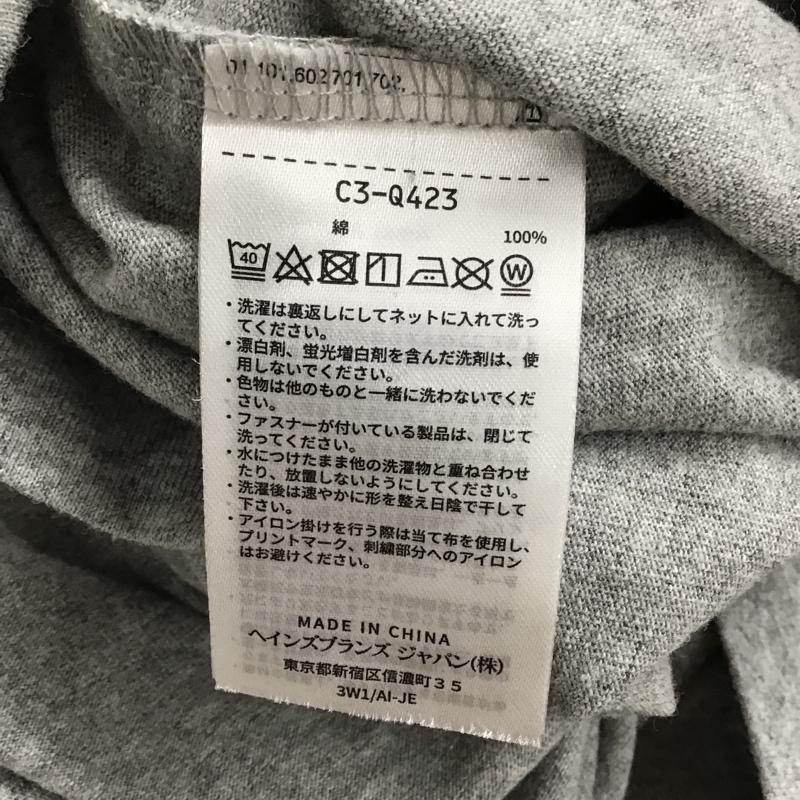 C3-Q423
綿
100%
40
W
・洗濯は裏返しにしてネットに入れて洗っ
てください。
・漂白剤、蛍光増白剤を含んだ洗剤は、使
用しないでください。
・色物は他のものと一緒に洗わないでくだ
さい。
・ファスナーが付いている製品は、閉じて
洗ってください。
・水につけたまま他の洗濯物と重ね合わせ
たり、放置しないようにしてください。
・洗濯後は速やかに形を整え日陰で干して
下さい。
・アイロン掛けを行う際は当て布を使用し、
プリントマーク、刺繍部分へのアイロン
はお避けください。
MADE IN CHINA
ヘインズブランズ ジャパン(株)
東京都新宿区信濃町３５
3W1/AI-JE